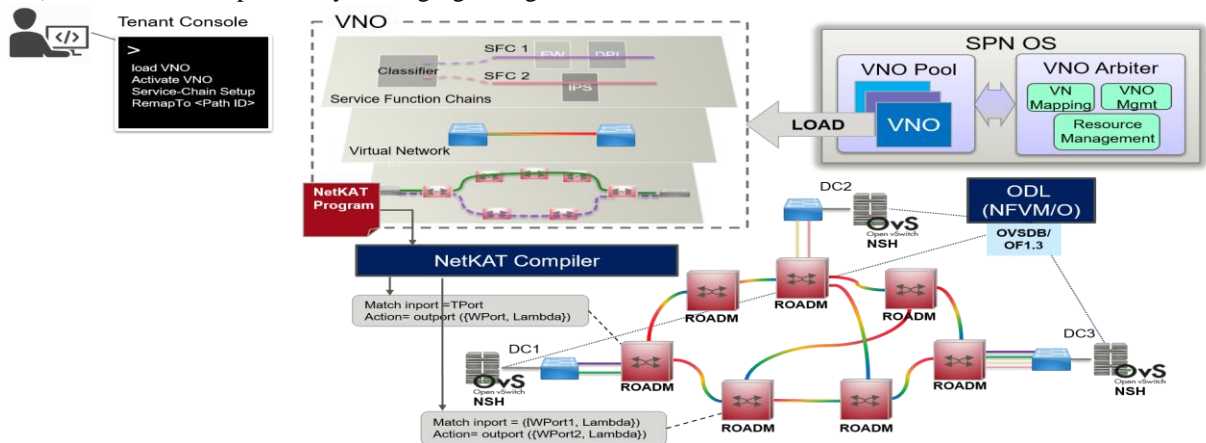 Tenant Console
>
load VNO
Activate VNO
Service-Chain Setup
RemapTo <Path ID>
VNO
SFC 1
FW
DPI
Classifier
SFC 2
IPS
Service Function Chains
Virtual Network
NetKAT
Program
LOAD
SPN OS
VNO Pool
VNO
VNO Arbiter
VN
Mapping
VNO
Mgmt
Resource
Management
NetKAT Compiler
Match inport =TPort
Action= outport ({WPort, Lambda})
Match inport = ([WPort1, Lambda})
Action= outport ({WPort2, Lambda})
DC2
OvS
Open vSwitch
NSH
ODL
(NFVM/O)
OVSDB/
OF1.3
ROADM
ROADM
ROADM
DC1
OvS
Open vSwitch
NSH
ROADM
ROADM
ROADM
ROADM
DC3
OvS
Open vSwitch
NSH